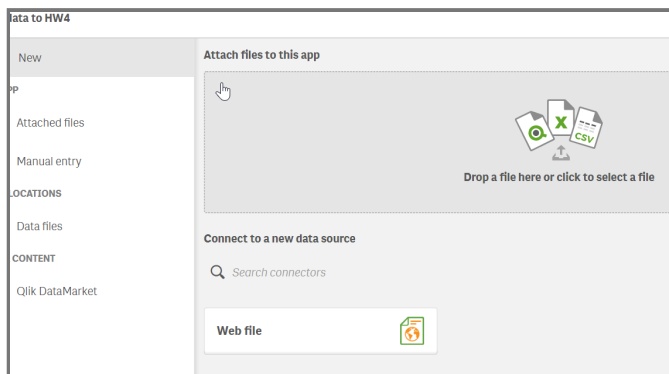 data to HW4
New
Attach files to this app
PP
Attached files
Manual entry
LOCATIONS
Data files
CONTENT
Qlik DataMarket
X
CSV
Drop a file here or click to select a file
Connect to a new data source
Search connectors
Web file